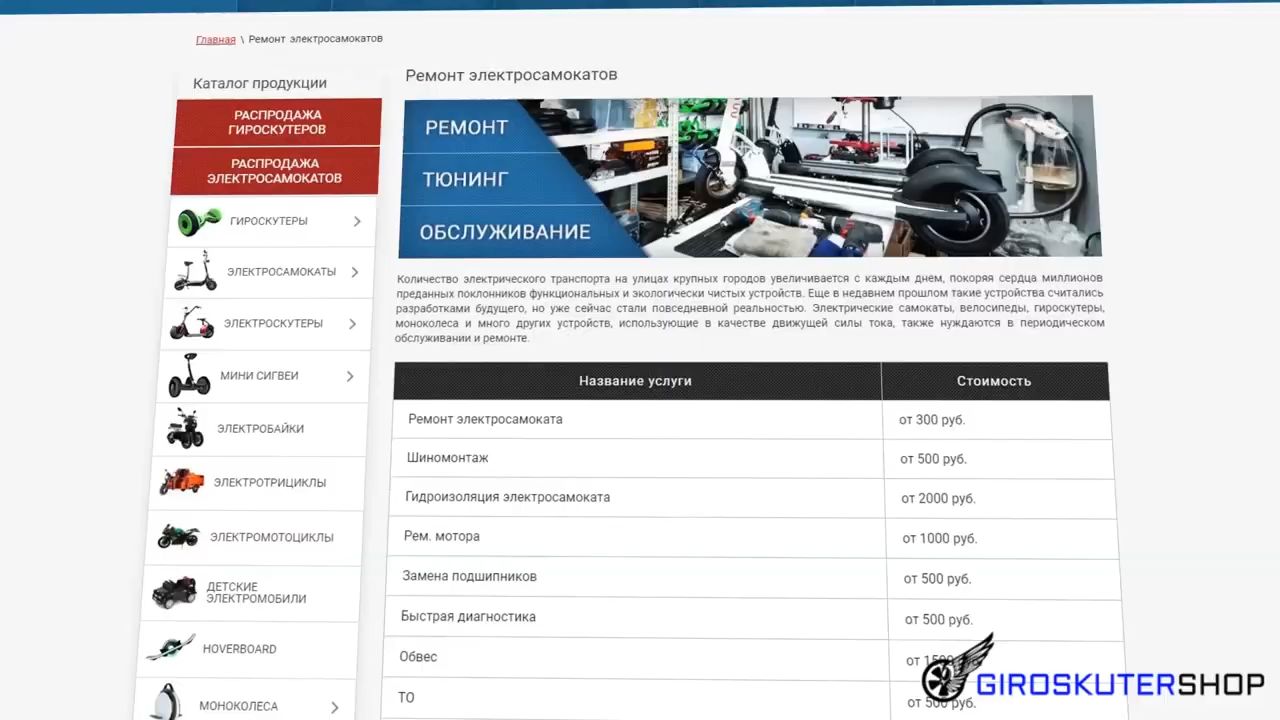 Главная \ Ремонт электросамокатов
Каталог продукции
РАСПРОДАЖА
ГИРОСКУТЕРОВ
РАСПРОДАЖА
ЭЛЕКТРОСАМОКАТОВ
ГИРОСКУТЕРЫ
ЭЛЕКТРОСАМОКАТЫ
ЭЛЕКТРОСКУТЕРЫ
МИНИ СИГВЕИ
ЭЛЕКТРОБАЙКИ
ЭЛЕКТРОТРИЦИКЛЫ
ЭЛЕКТРОМОТОЦИКЛЫ
ДЕТСКИЕ
ЭЛЕКТРОМОБИЛИ
HOVERBOARD
МОНОКОЛЕСА
Ремонт электросамокатов
РЕМОНТ
ТЮНИНГ
ОБСЛУЖИВАНИЕ
Количество электрического транспорта на улицах крупных городов увеличивается с каждым днем, покоряя сердца миллионов
преданных поклонников функциональных и экологически чистых устройств. Еще в недавнем прошлом такие устройства считались
разработками будущего, но уже сейчас стали повседневной реальностью. Электрические самокаты, велосипеды, гироскутеры,
моноколеса и много других устройств, использующие в качестве движущей силы тока, также нуждаются в периодическом
обслуживании и ремонте.
Название услуги Стоимость
Ремонт электросамоката от 300 руб.
Шиномонтаж от 500 руб.
Гидроизоляция электросамоката от 2000 руб.
Рем. мотора от 1000 руб.
Замена подшипников от 500 руб.
Быстрая диагностика от 500 руб.
Обвес от 1500
ТО от 500 руб.
GIROSKUTERSHOP